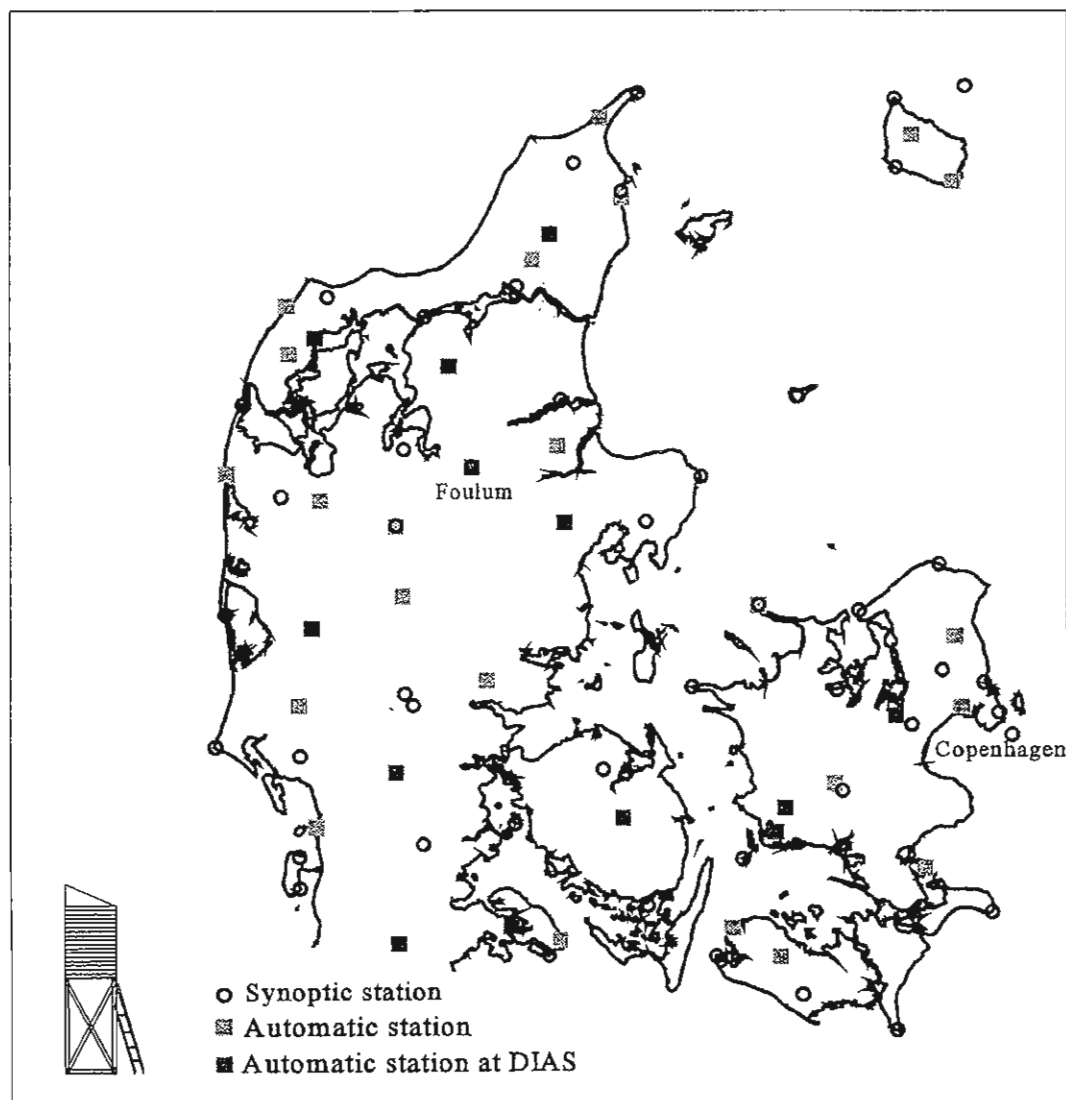 Foulum
Copenhagen
Synoptic station
Automatic station
Automatic station at DIAS